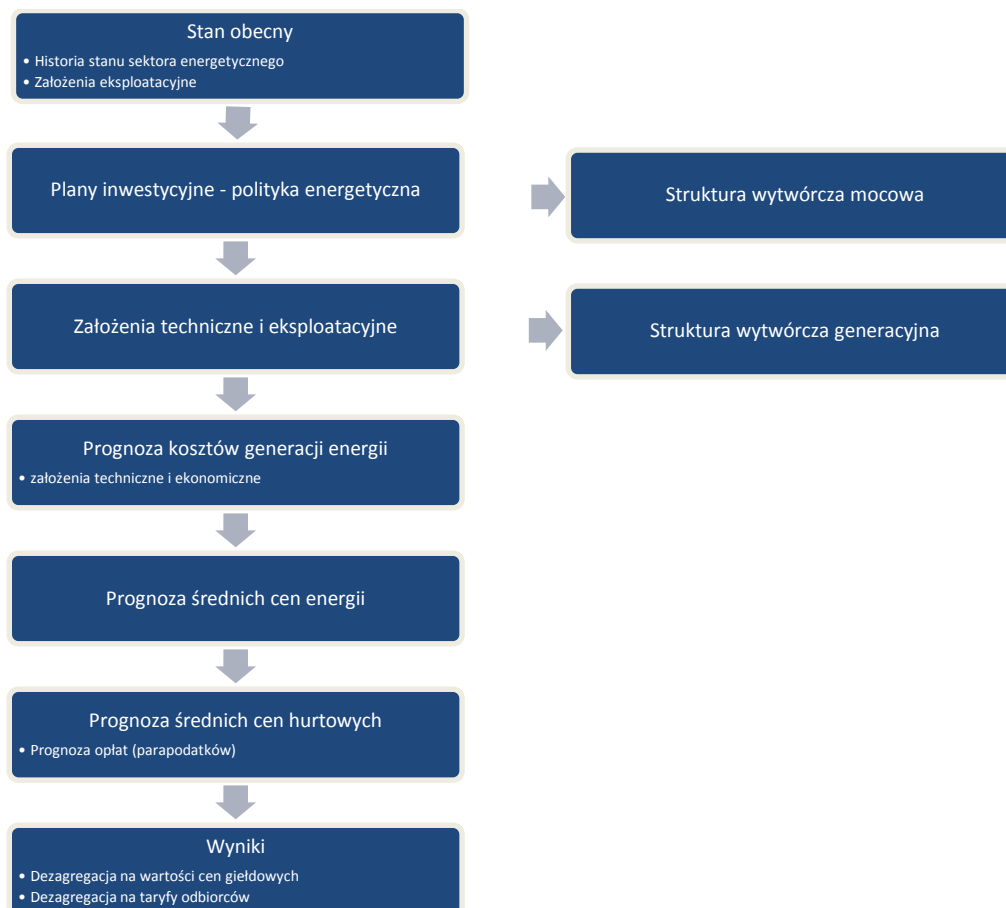 Stan obecny
• Historia stanu sektora energetycznego
• Założenia eksploatacyjne
Plany inwestycyjne - polityka energetyczna
Struktura wytwórcza mocowa
Założenia techniczne i eksploatacyjne
Struktura wytwórcza generacyjna
Prognoza kosztów generacji energii
• założenia techniczne i ekonomiczne
Prognoza średnich cen energii
Prognoza średnich cen hurtowych
• Prognoza opłat (parapodatków)
Wyniki
• Dezagregacja na wartości cen giełdowych
• Dezagregacja na taryfy odbiorców